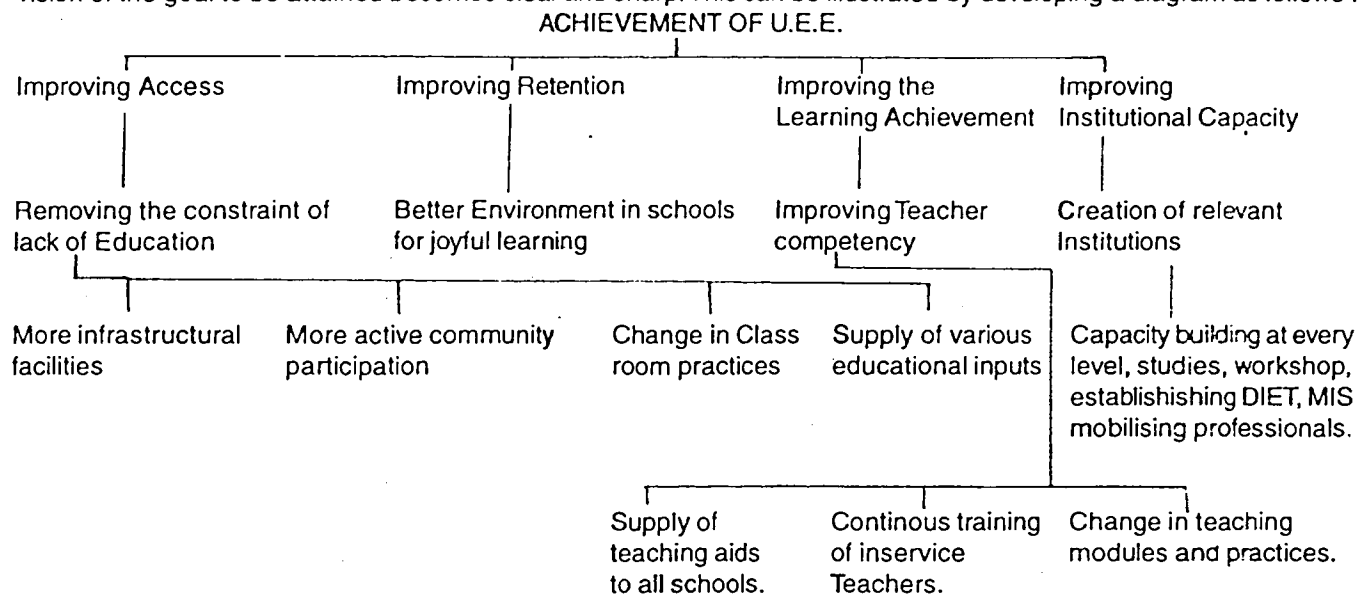 vision of the goal to be attained becomes clear and sharp. This can be illustrated by developing a diagram as follows :
ACHIEVEMENT OF U.E.E.
Improving Access
Improving Retention
Improving the
Learning Achievement
Improving
Institutional Capacity
Removing the constraint of
lack of Education
Better Environment in schools
for joyful learning
Improving Teacher
competency
Creation of relevant
Institutions
More infrastructural
facilities
More active community
participation
Change in Class
room practices
Supply of various
educational inputs
Capacity building at every
level, studies, workshop,
establishishing DIET, MIS
mobilising professionals.
Supply of
teaching aids
to all schools.
Continous training
of inservice
Teachers.
Change in teaching
modules and practices.